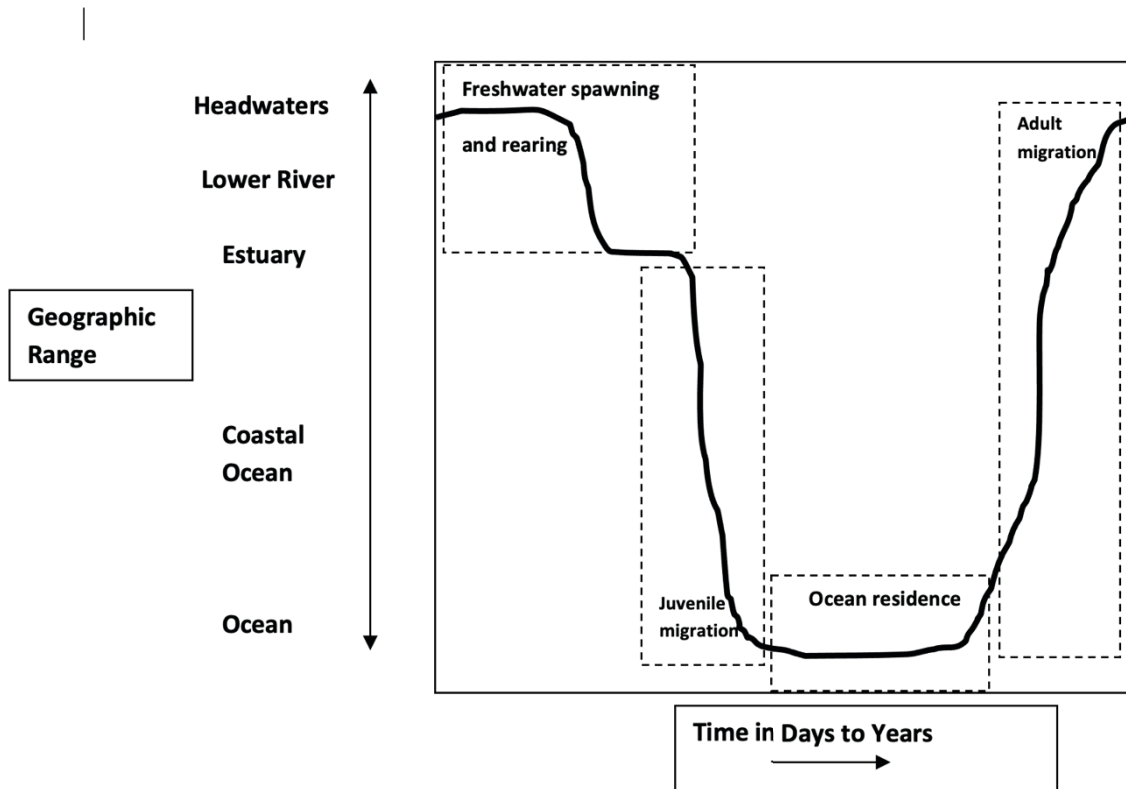 Freshwater spawning
and rearing
Headwaters
Lower River
Estuary
Geographic
Range
Coastal
Ocean
Ocean
Adult
migration
Juvenile
migration
Ocean residence
Time in Days to Years